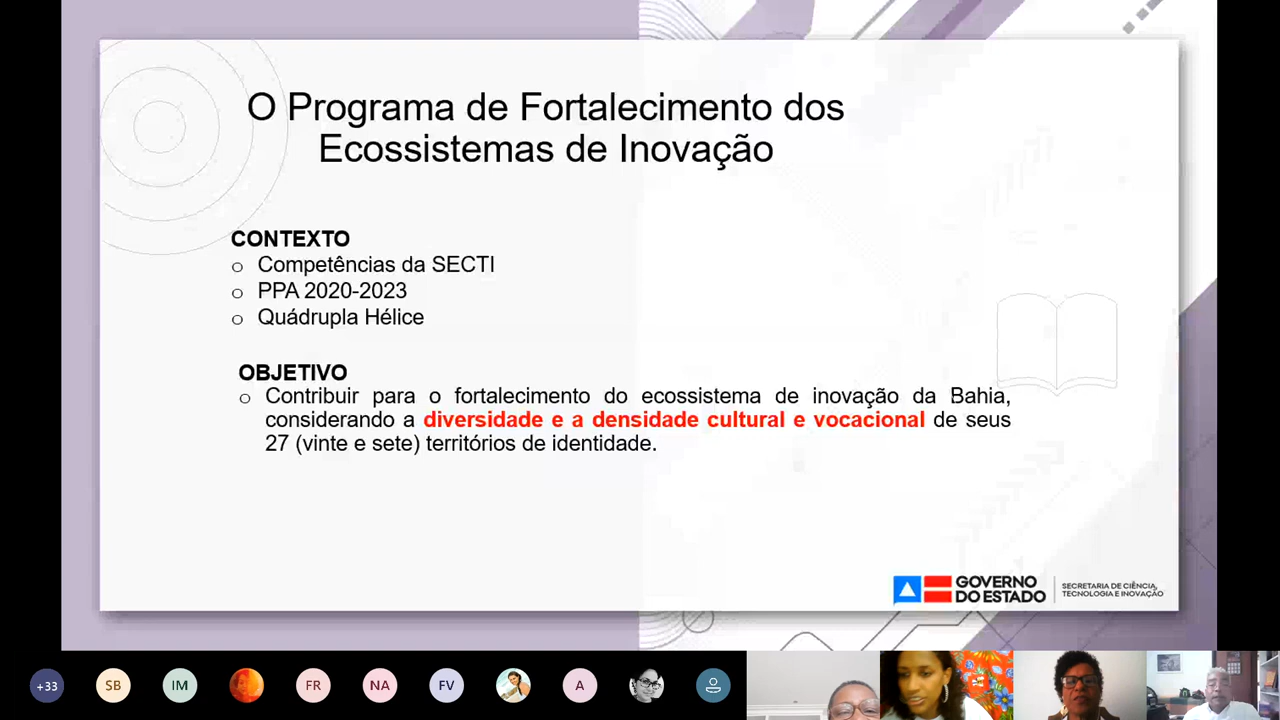 O Programa de Fortalecimento dos
Ecossistemas de Inovação
CONTEXTO
o Competências da SECTI
o PPA 2020-2023
o Quádrupla Hélice
OBJETIVO
o Contribuir para o fortalecimento do ecossistema de inovação da Bahia,
considerando a diversidade e a densidade cultural e vocacional de seus
27 (vinte e sete) territórios de identidade.
GOVERNO
DO ESTADO
SECRETARIA DE CIÊNCIA,
TECNOLOGIA E INOVAÇÃO
+33 SB IM FR NA FV A